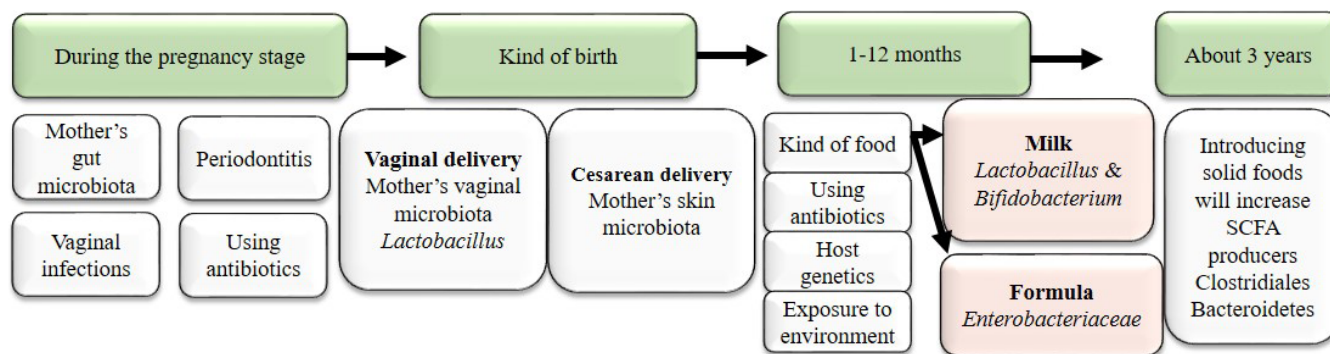 During the pregnancy stage
Kind of birth
1-12 months
About 3 years
Mother’s
gut
microbiota
Periodontitis
Vaginal
infections
Using
antibiotics
Vaginal delivery
Mother’s vaginal
microbiota
Lactobacillus
Cesarean delivery
Mother’s skin
microbiota
Kind of food
Using
antibiotics
Host
genetics
Exposure to
environment
Milk
Lactobacillus &
Bifidobacterium
Formula
Enterobacteriaceae
Introducing
solid foods
will increase
SCFA
producers
Clostridiales
Bacteroidetes